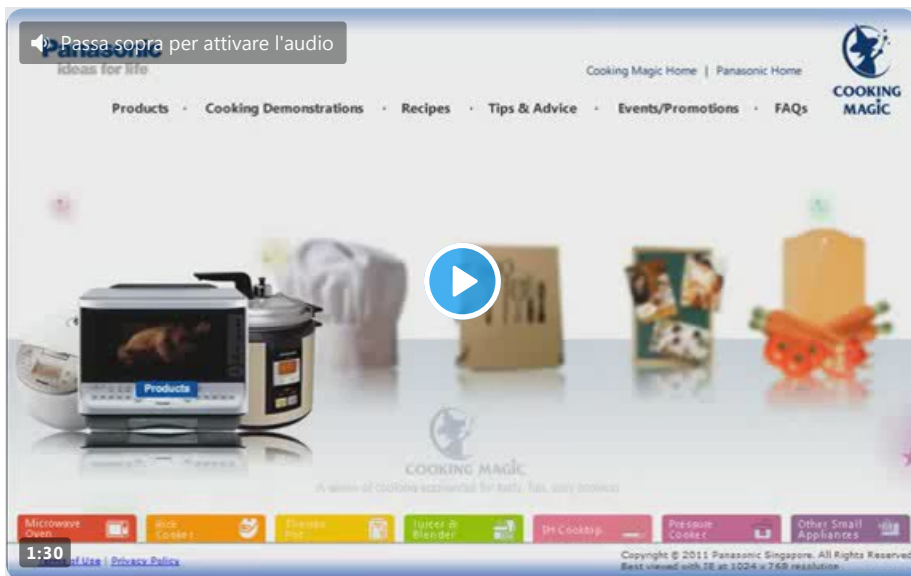 Passa sopra per attivare l'audio
Panasonic
ideas for life
Cooking Magic Home | Panasonic Home
COOKING
MAGIC
Products · Cooking Demonstrations · Recipes · Tips & Advice · Events/Promotions · FAQs
Products
COOKING MAGIC
Microwave
Oven
Rice
Cooker
Thermo
Pot
Juicer &
Blender
IH Cooktop
Pressure
Cooker
Other Small
Appliances
1:30
of Use | Privacy Policy
Copyright © 2011 Panasonic Singapore. All Rights Reserved
Best viewed with IE at 1024 x 768 resolution